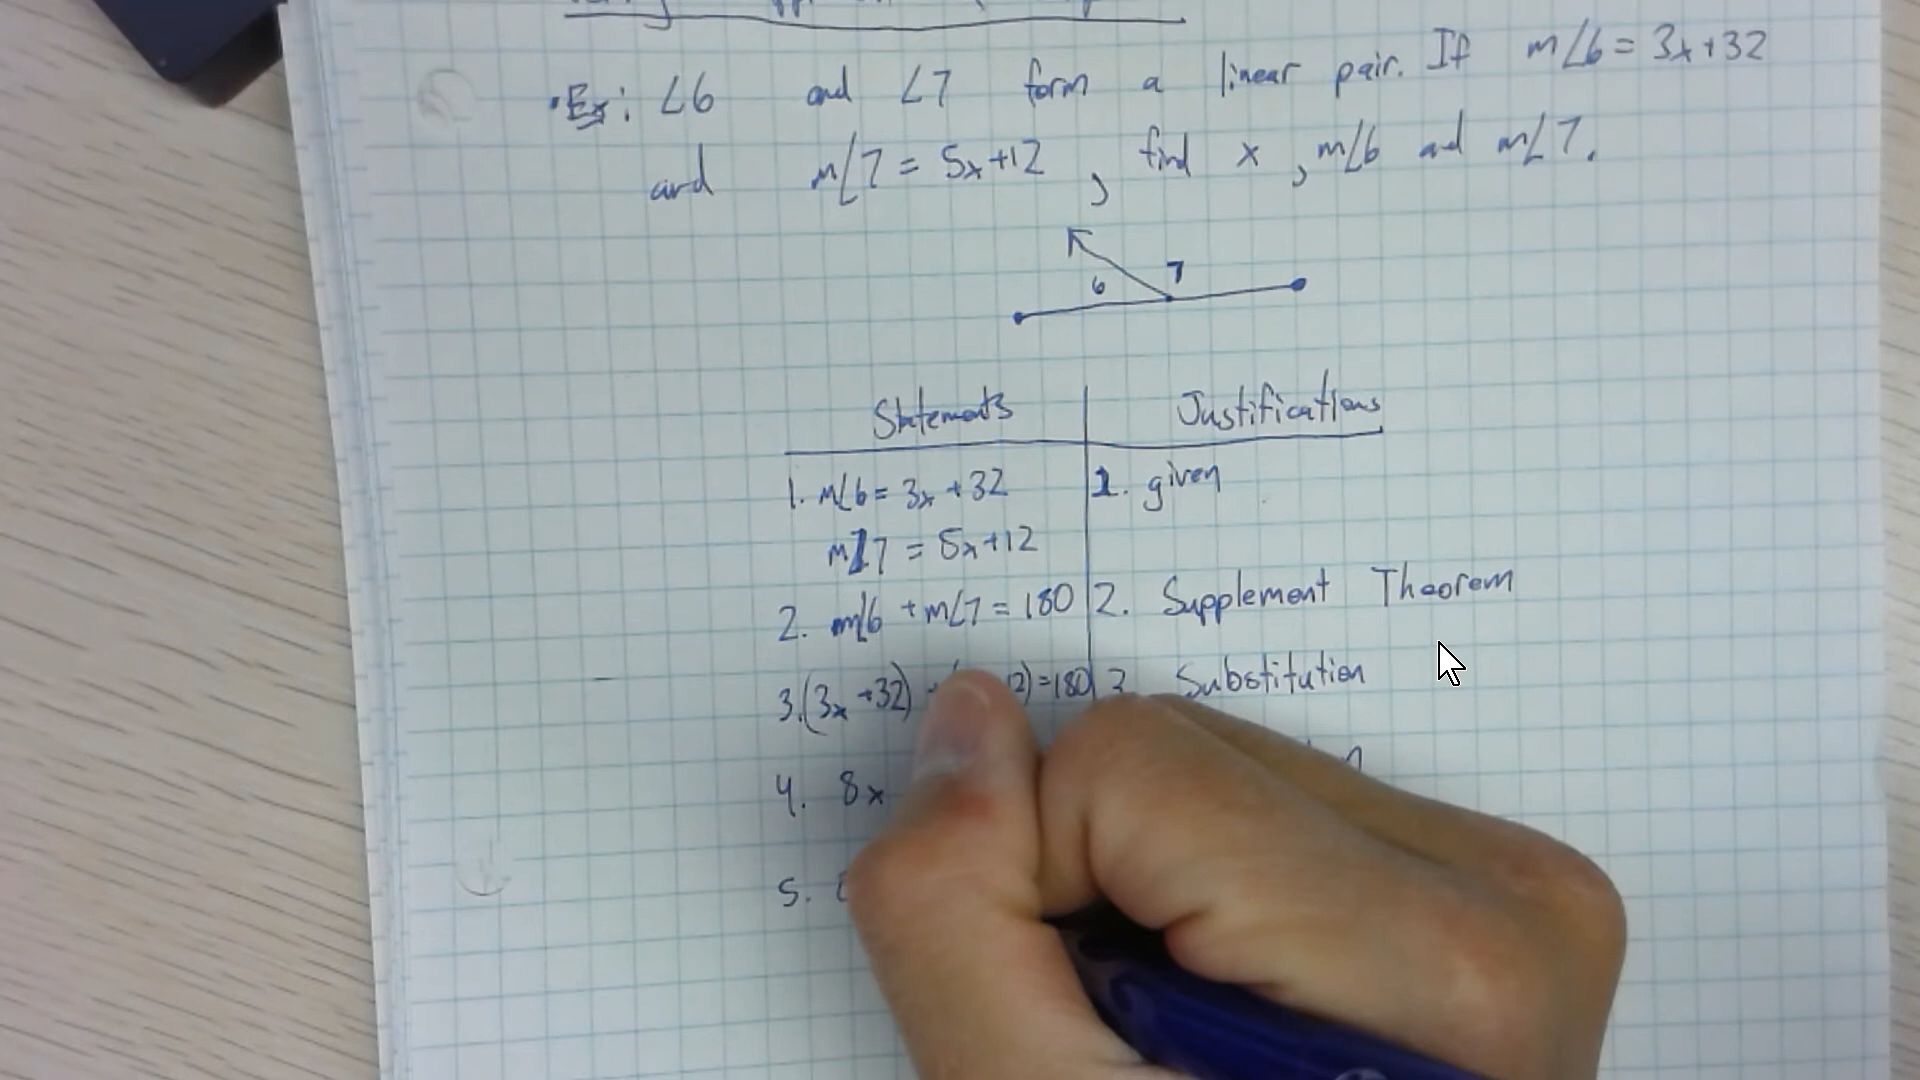 • Ex: ∠6 and ∠7 form a linear pair. If m∠6 = 3x+32
and m∠7 = 5x+12, find x, m∠6 and m∠7.
6 7
Statements Justifications
1. m∠6 = 3x +32 1. given
m∠7 = 5x+12
2. m∠6 + m∠7 = 180 2. Supplement Theorem
3. (3x +32) 12) =180 3. Substitution
4. 8x
5.